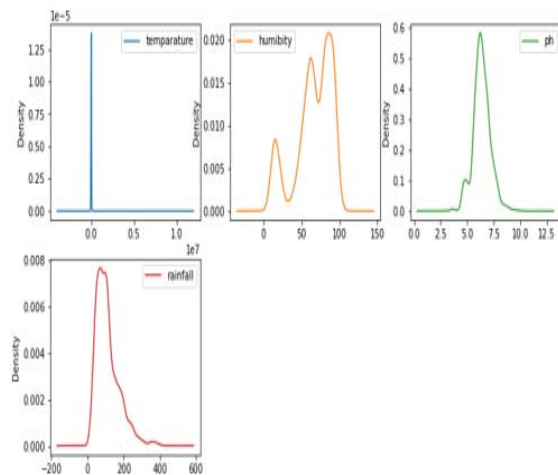 1e-5
temparature
Density
1.25
1.00
0.75
0.50
0.25
0.00
0.0 0.5 1.0
1e7
humibity
Density
0.020
0.015
0.010
0.005
0.000
0 50 100 150
ph
Density
0.6
0.5
0.4
0.3
0.2
0.1
0.0
0.0 2.5 5.0 7.5 10.0 12.5
rainfall
Density
0.008
0.006
0.004
0.002
0.000
−200 0 200 400 600